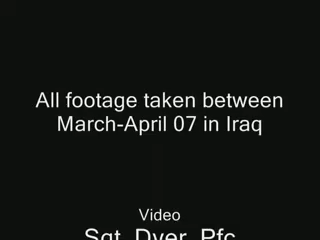 All footage taken between
March-April 07 in Iraq
Video
Sgt. Dyer, Pfc